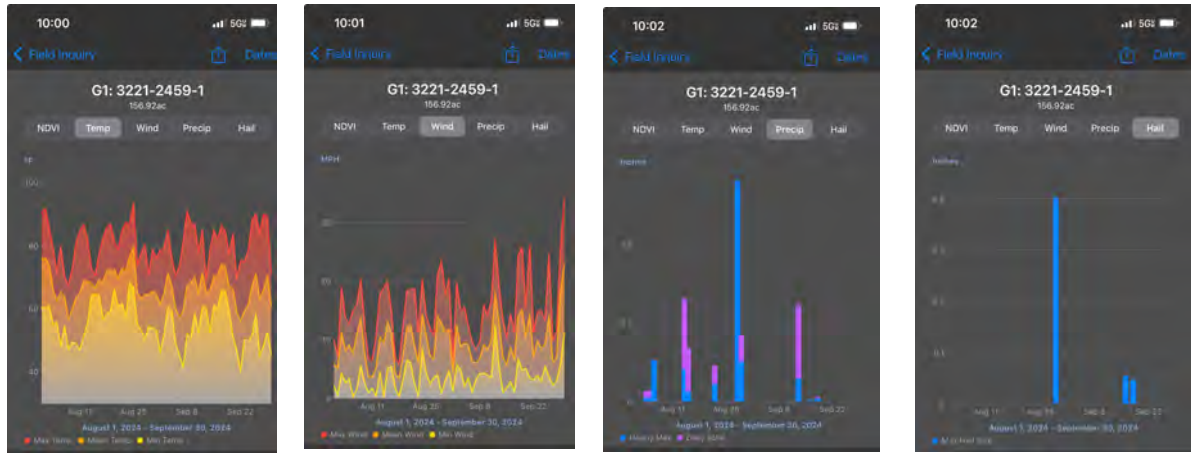 10:00
5G
Field Inquiry
Dates
G1: 3221-2459-1
156.92ac
NDVI Temp Wind Precip Hail
100
80
60
40
Aug 11 Aug 25 Sep 8 Sep 22
August 1, 2024 - September 30, 2024
Max Temp Mean Temp Min Temp
10:01
5G
Field Inquiry
Dates
G1: 3221-2459-1
156.92ac
NDVI Temp Wind Precip Hail
MPH
Aug 11 Aug 25 Sep 8 Sep 22
August 1, 2024 - September 30, 2024
Max Wind Mean Wind Min Wind
10:02
5G
Field Inquiry
Dates
G1: 3221-2459-1
156.92ac
NDVI Temp Wind Precip Hail
Inches
Aug 11 Aug 25 Sep 8 Sep 22
August 1, 2024 - September 30, 2024
Hourly Max
10:02
5G
Field Inquiry
Dates
G1: 3221-2459-1
156.92ac
NDVI Temp Wind Precip Hail
Inches
Aug 11 Aug 25 Sep 8 Sep 22
August 1, 2024 - September 30, 2024
Max Hail Size